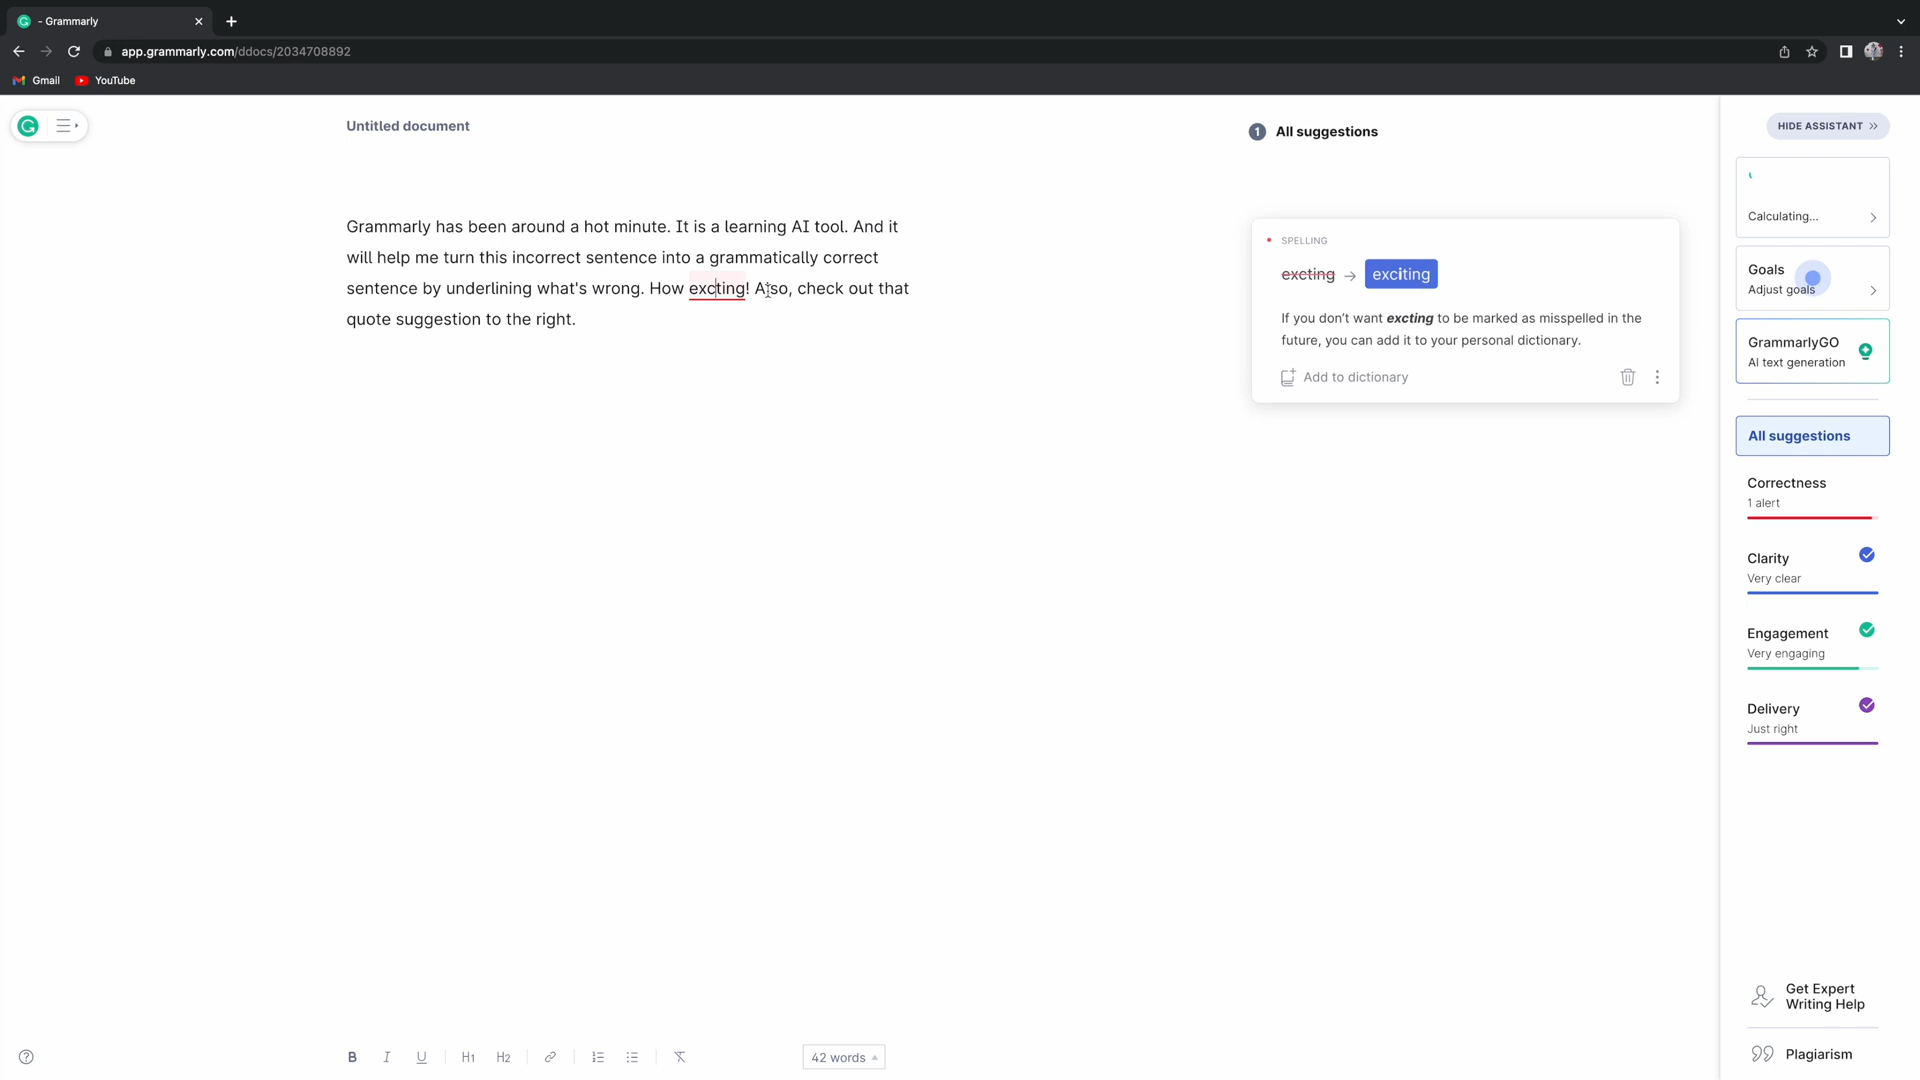 - Grammarly
app.grammarly.com/ddocs/2034708892
Gmail
YouTube
Untitled document
Grammarly has been around a hot minute. It is a learning AI tool. And it
will help me turn this incorrect sentence into a grammatically correct
sentence by underlining what's wrong. How excting! Also, check out that
quote suggestion to the right.
1 All suggestions
SPELLING
excting → exciting
If you don't want excting to be marked as misspelled in the
future, you can add it to your personal dictionary.
Add to dictionary
HIDE ASSISTANT
Calculating...
Goals
Adjust goals
GrammarlyGO
AI text generation
All suggestions
Correctness
1 alert
Clarity
Very clear
Engagement
Very engaging
Delivery
Just right
Get Expert
Writing Help
Plagiarism
B I U H1 H2
42 words